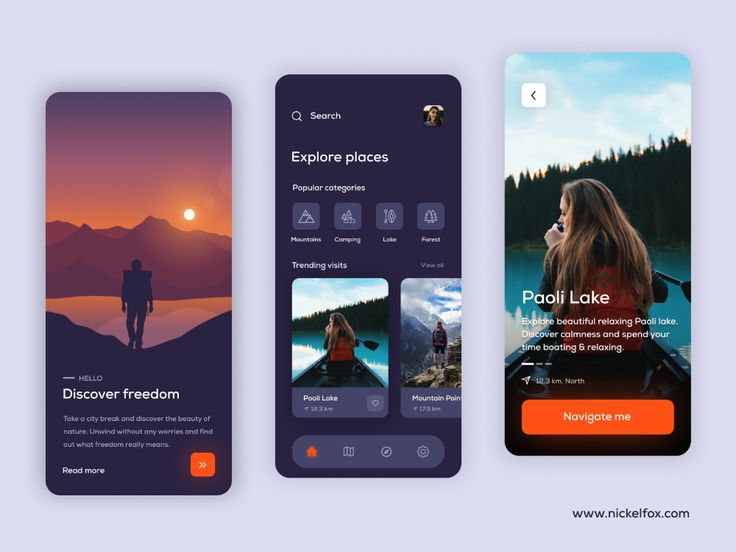 HELLO
Discover freedom
Take a city break and discover the beauty of
nature. Unwind without any worries and find
out what freedom really means.
Read more
Search
Explore places
Popular categories
Mountains
Camping
Lake
Forest
Trending visits
View all
Paoli Lake
12.3 km
Mountain Point
17.5 km
Paoli Lake
Explore beautiful relaxing Paoli lake.
Discover calmness and spend your
time boating & relaxing.
12.3 km, North
Navigate me
www.nickelfox.com